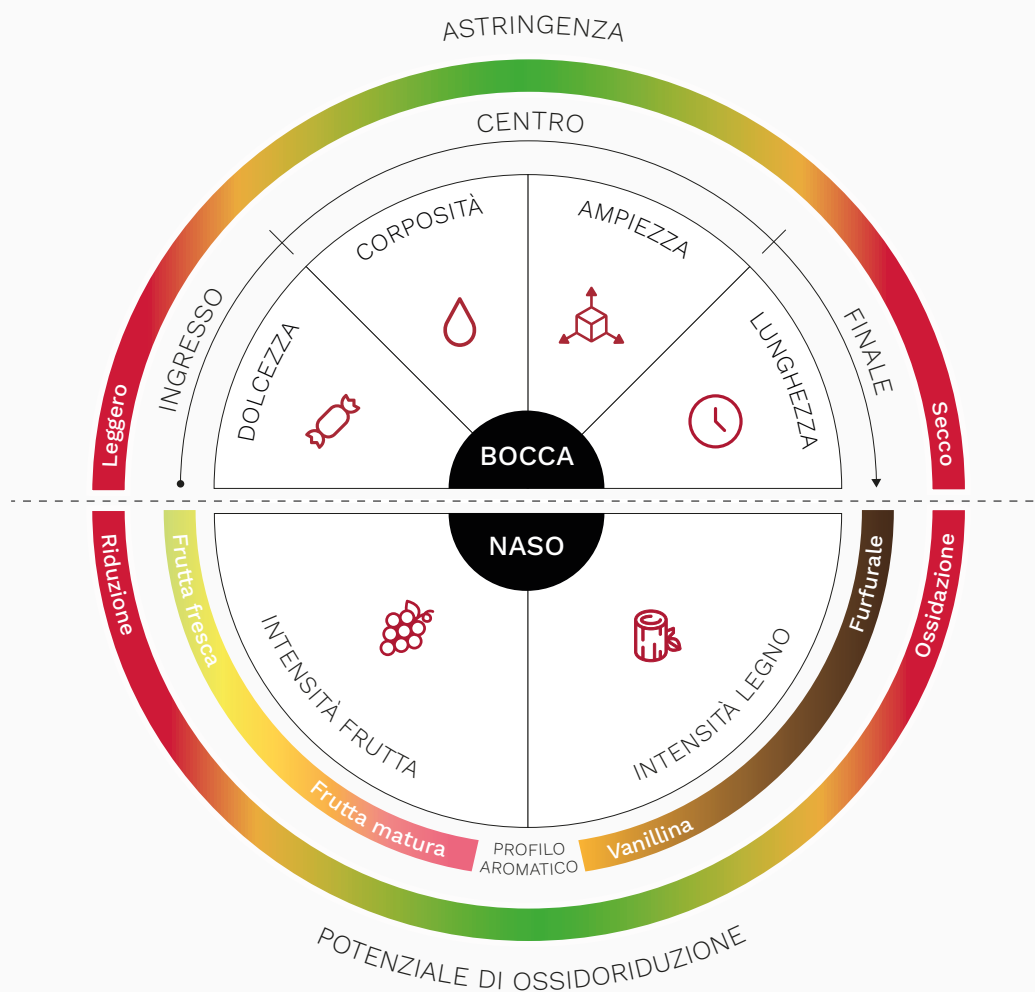 ASTRINGENZA
CENTRO
CORPOSITÀ
AMPIEZZA
INGRESSO
DOLCEZZA
LUNGHEZZA
FINALE
Leggero
Secco
BOCCA
NASO
Riduzione
Frutta fresca
Furfurale
Ossidazione
INTENSITÀ FRUTTA
INTENSITÀ LEGNO
Frutta matura
Vanillina
PROFILO
AROMATICO
POTENZIALE DI OSSIDORIDUZIONE